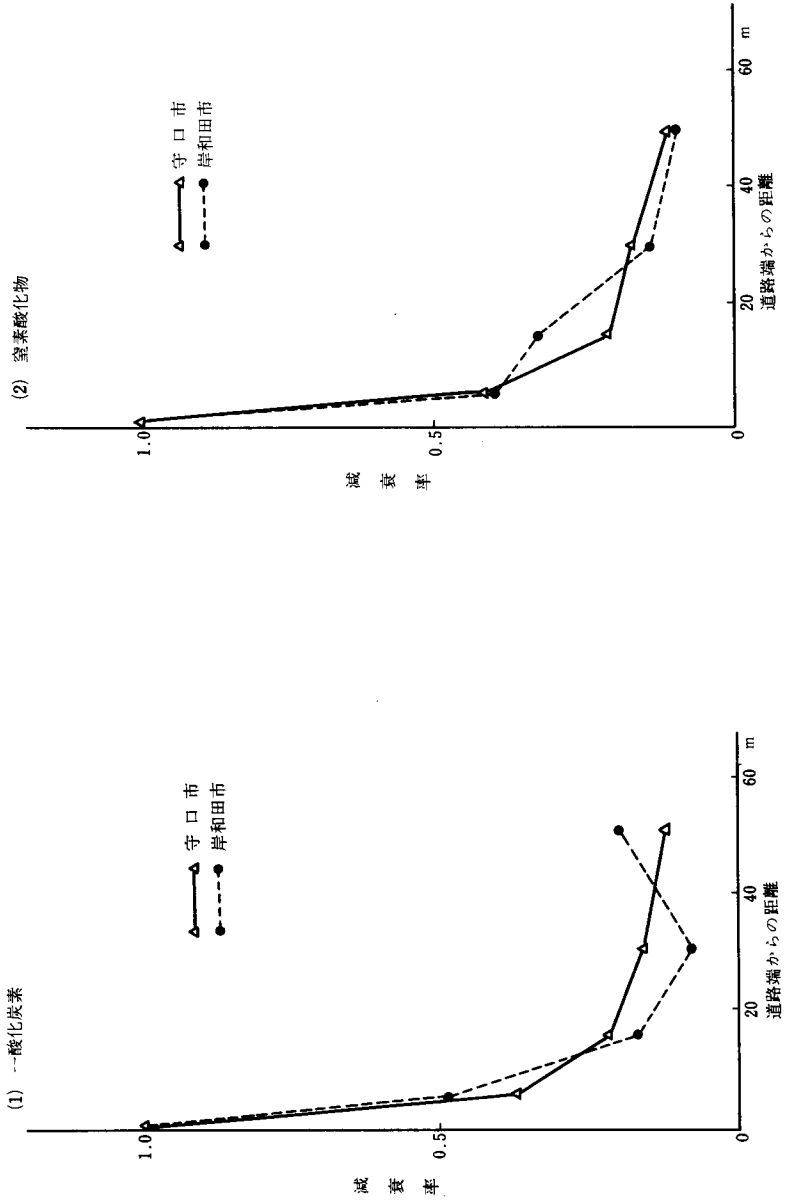 (1) 一酸化炭素
守口市
岸和田市
減衰率
1.0
0.5
0
20
40
60
m
道路端からの距離
(2) 窒素酸化物
守口市
岸和田市
減衰率
1.0
0.5
0
20
40
60
m
道路端からの距離